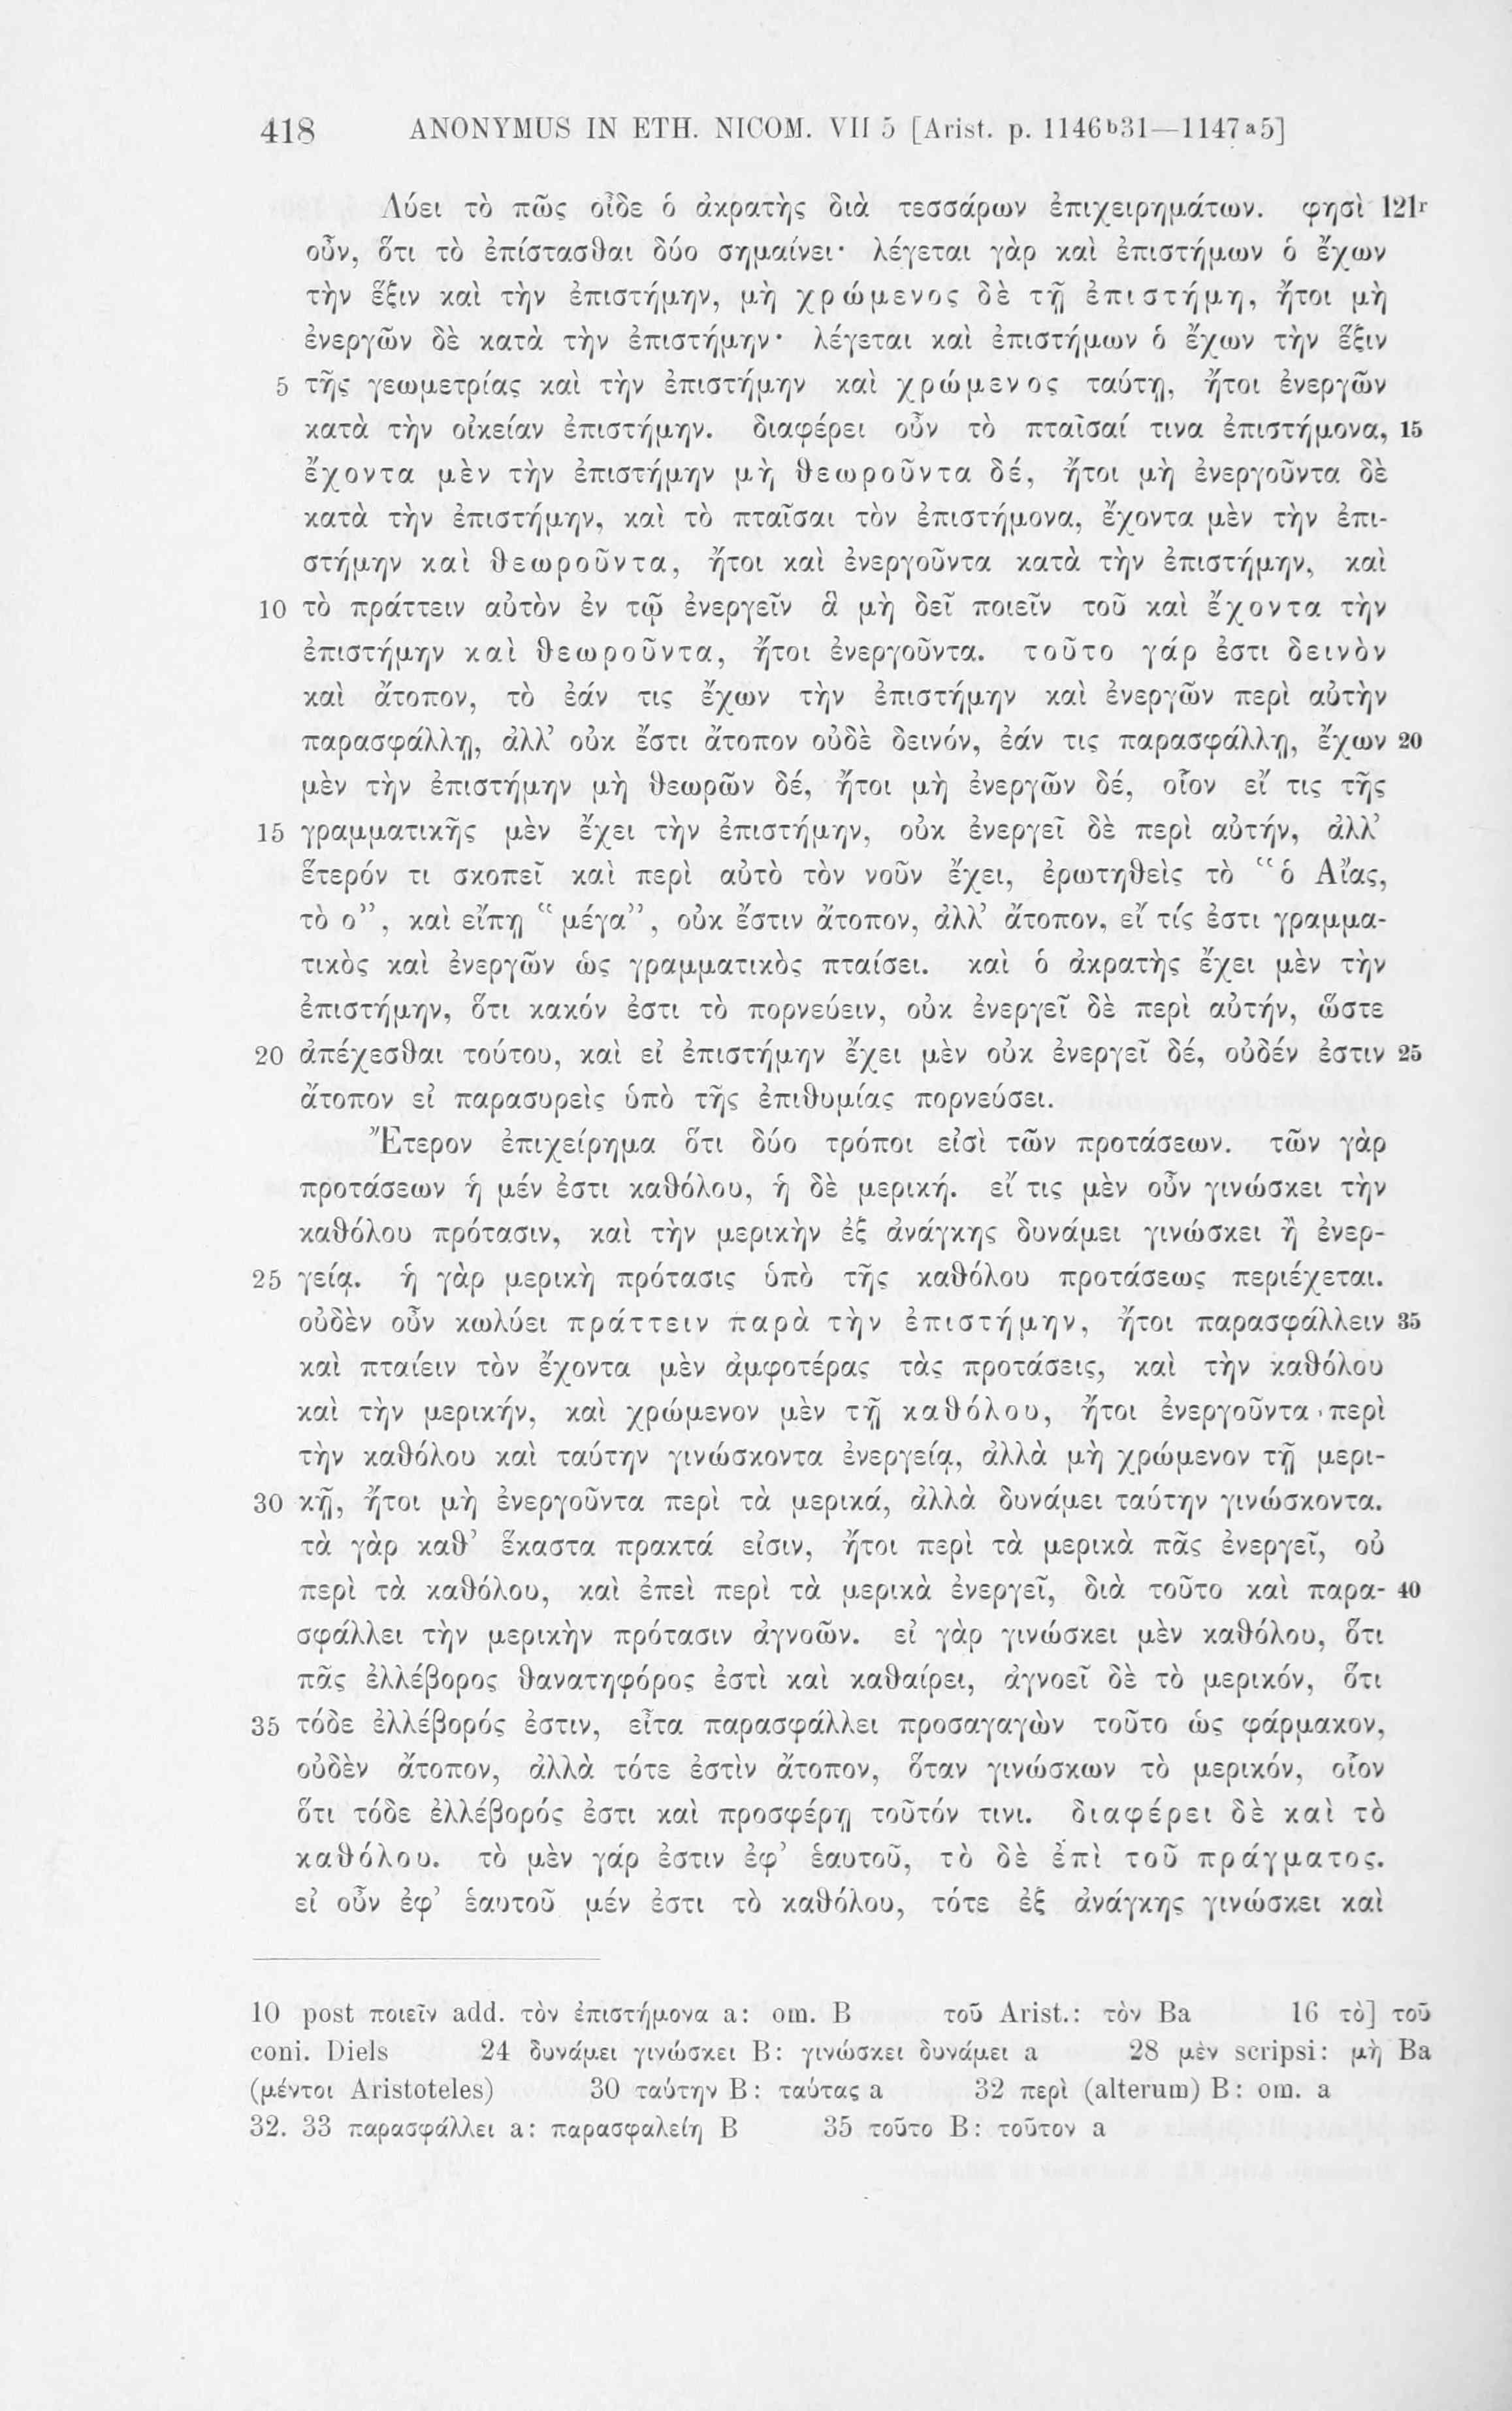 418 ANONYMUS IN ETH. NICOM. VII 5 [Arist. p. 1146ᵇ31—1147ᵃ5]
Λύει τὸ πῶς οἶδε ὁ ἀκρατὴς διὰ τεσσάρων ἐπιχειρημάτων. φησὶ 121ʳ
οὖν, ὅτι τὸ ἐπίστασθαι δύο σημαίνει· λέγεται γὰρ καὶ ἐπιστήμων ὁ ἔχων
τὴν ἕξιν καὶ τὴν ἐπιστήμην, μὴ χρώμενος δὲ τῇ ἐπιστήμῃ, ἤτοι μὴ
ἐνεργῶν δὲ κατὰ τὴν ἐπιστήμην· λέγεται καὶ ἐπιστήμων ὁ ἔχων τὴν ἕξιν
5 τῆς γεωμετρίας καὶ τὴν ἐπιστήμην καὶ χρώμενος ταύτῃ, ἤτοι ἐνεργῶν
κατὰ τὴν οἰκείαν ἐπιστήμην. διαφέρει οὖν τὸ πταῖσαί τινα ἐπιστήμονα, 15
ἔχοντα μὲν τὴν ἐπιστήμην μὴ θεωροῦντα δέ, ἤτοι μὴ ἐνεργοῦντα δὲ
κατὰ τὴν ἐπιστήμην, καὶ τὸ πταῖσαι τὸν ἐπιστήμονα, ἔχοντα μὲν τὴν ἐπι-
στήμην καὶ θεωροῦντα, ἤτοι καὶ ἐνεργοῦντα κατὰ τὴν ἐπιστήμην, καὶ
10 τὸ πράττειν αὐτὸν ἐν τῷ ἐνεργεῖν ἃ μὴ δεῖ ποιεῖν τοῦ καὶ ἔχοντα τὴν
ἐπιστήμην καὶ θεωροῦντα, ἤτοι ἐνεργοῦντα. τοῦτο γάρ ἐστι δεινὸν
καὶ ἄτοπον, τὸ ἐάν τις ἔχων τὴν ἐπιστήμην καὶ ἐνεργῶν περὶ αὐτὴν
παρασφάλλῃ, ἀλλ’ οὐκ ἔστι ἄτοπον οὐδὲ δεινόν, ἐάν τις παρασφάλλῃ, ἔχων 20
μὲν τὴν ἐπιστήμην μὴ θεωρῶν δέ, ἤτοι μὴ ἐνεργῶν δέ, οἷον εἴ τις τῆς
15 γραμματικῆς μὲν ἔχει τὴν ἐπιστήμην, οὐκ ἐνεργεῖ δὲ περὶ αὐτήν, ἀλλ’
ἕτερόν τι σκοπεῖ καὶ περὶ αὐτὸ τὸν νοῦν ἔχει, ἐρωτηθεὶς τὸ “ὁ Αἴας,
τὸ ο”, καὶ εἴπῃ “μέγα”, οὐκ ἔστιν ἄτοπον, ἀλλ’ ἄτοπον, εἴ τίς ἐστι γραμμα-
τικὸς καὶ ἐνεργῶν ὡς γραμματικὸς πταίσει. καὶ ὁ ἀκρατὴς ἔχει μὲν τὴν
ἐπιστήμην, ὅτι κακόν ἐστι τὸ πορνεύειν, οὐκ ἐνεργεῖ δὲ περὶ αὐτήν, ὥστε
20 ἀπέχεσθαι τούτου, καὶ εἰ ἐπιστήμην ἔχει μὲν οὐκ ἐνεργεῖ δέ, οὐδέν ἐστιν 25
ἄτοπον εἰ παρασυρεὶς ὑπὸ τῆς ἐπιθυμίας πορνεύσει.
Ἕτερον ἐπιχείρημα ὅτι δύο τρόποι εἰσὶ τῶν προτάσεων. τῶν γὰρ
προτάσεων ἡ μέν ἐστι καθόλου, ἡ δὲ μερική. εἴ τις μὲν οὖν γινώσκει τὴν
καθόλου πρότασιν, καὶ τὴν μερικὴν ἐξ ἀνάγκης δυνάμει γινώσκει ἢ ἐνερ-
25 γείᾳ. ἡ γὰρ μερικὴ πρότασις ὑπὸ τῆς καθόλου προτάσεως περιέχεται.
οὐδὲν οὖν κωλύει πράττειν παρὰ τὴν ἐπιστήμην, ἤτοι παρασφάλλειν 35
καὶ πταίειν τὸν ἔχοντα μὲν ἀμφοτέρας τὰς προτάσεις, καὶ τὴν καθόλου
καὶ τὴν μερικήν, καὶ χρώμενον μὲν τῇ καθόλου, ἤτοι ἐνεργοῦντα περὶ
τὴν καθόλου καὶ ταύτην γινώσκοντα ἐνεργείᾳ, ἀλλὰ μὴ χρώμενον τῇ μερι-
30 κῇ, ἤτοι μὴ ἐνεργοῦντα περὶ τὰ μερικά, ἀλλὰ δυνάμει ταύτην γινώσκοντα.
τὰ γὰρ καθ’ ἕκαστα πρακτά εἰσιν, ἤτοι περὶ τὰ μερικὰ πᾶς ἐνεργεῖ, οὐ
περὶ τὰ καθόλου, καὶ ἐπεὶ περὶ τὰ μερικὰ ἐνεργεῖ, διὰ τοῦτο καὶ παρα- 40
σφάλλει τὴν μερικὴν πρότασιν ἀγνοῶν. εἰ γὰρ γινώσκει μὲν καθόλου, ὅτι
πᾶς ἐλλέβορος θανατηφόρος ἐστὶ καὶ καθαίρει, ἀγνοεῖ δὲ τὸ μερικόν, ὅτι
35 τόδε ἐλλέβορός ἐστιν, εἶτα παρασφάλλει προσαγαγὼν τοῦτο ὡς φάρμακον,
οὐδὲν ἄτοπον, ἀλλὰ τότε ἐστὶν ἄτοπον, ὅταν γινώσκων τὸ μερικόν, οἷον
ὅτι τόδε ἐλλέβορός ἐστι καὶ προσφέρῃ τοῦτόν τινι. διαφέρει δὲ καὶ τὸ
καθόλου. τὸ μὲν γάρ ἐστιν ἐφ’ ἑαυτοῦ, τὸ δὲ ἐπὶ τοῦ πράγματος.
εἰ οὖν ἐφ’ ἑαυτοῦ μέν ἐστι τὸ καθόλου, τότε ἐξ ἀνάγκης γινώσκει καὶ
10 post ποιεῖν add. τὸν ἐπιστήμονα a: om. B τοῦ Arist.: τὸν Ba 16 τὸ] τοῦ
coni. Diels 24 δυνάμει γινώσκει B: γινώσκει δυνάμει a 28 μὲν scripsi: μὴ Ba
(μέντοι Aristoteles) 30 ταύτην B: ταύτας a 32 περὶ (alterum) B: om. a
32. 33 παρασφάλλει a: παρασφαλείη B 35 τοῦτο B: τοῦτον a